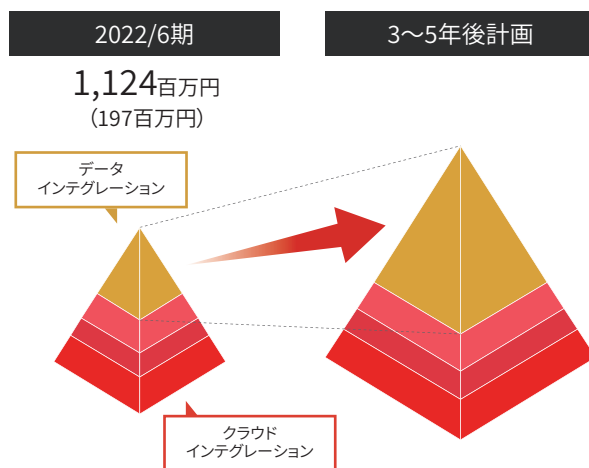 2022/6期
3〜5年後計画
1,124百万円
（197百万円）
データ
インテグレーション
クラウド
インテグレーション